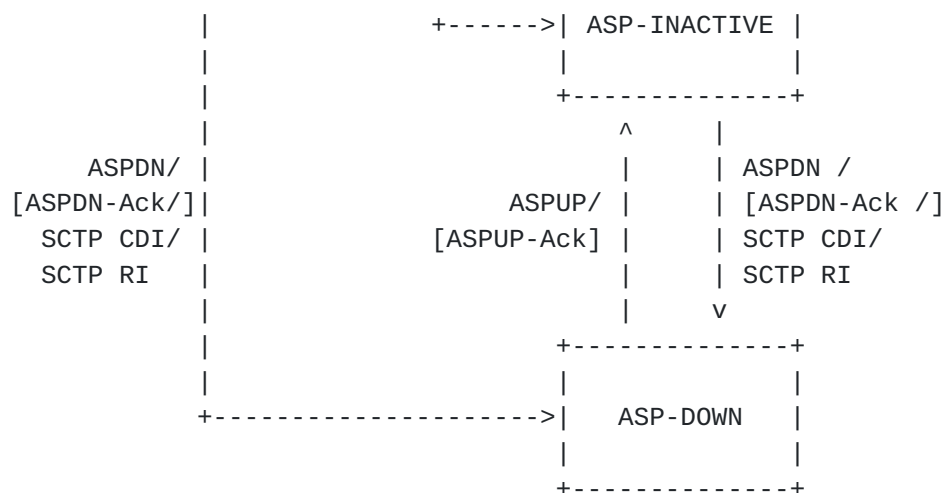 ASP-INACTIVE
ASPDN/ ASPDN /
[ASPDN-Ack/] ASPUP/ [ASPDN-Ack /]
SCTP CDI/ [ASPUP-Ack] SCTP CDI/
SCTP RI SCTP RI
ASP-DOWN